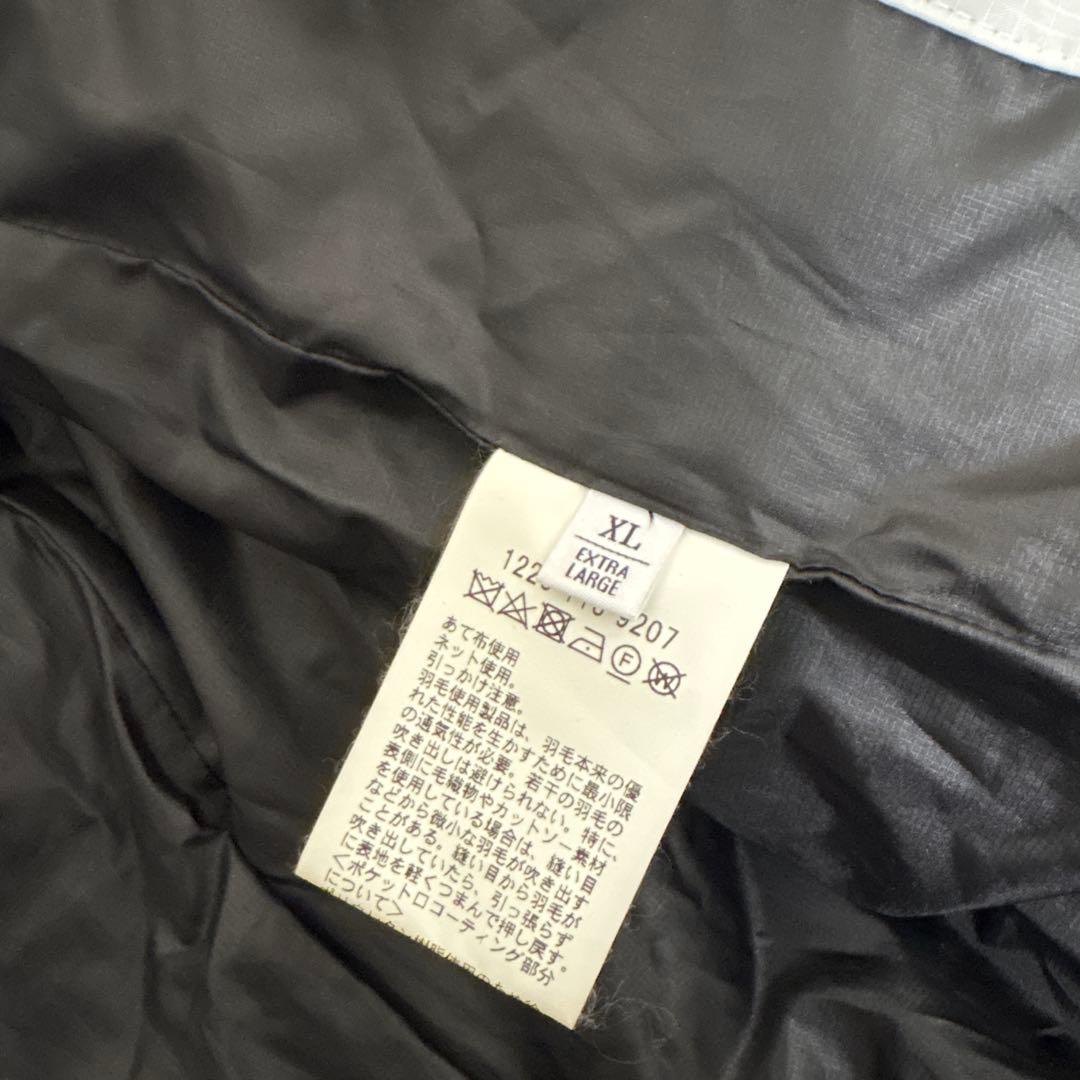 XL
EXTRA
LARGE
9207
F
W
あて布使用
ネット使用。
引っかけ注意。
羽毛使用製品は、羽毛本来の優
れた性能を生かすために最小限
の通気性が必要。若干の羽毛の
吹き出しは避けられない。特に、
表側に毛織物やカットソー素材
を使用している場合は、縫い目
などから微小な羽毛が吹き出す
ことがある。縫い目から羽毛が
吹き出していたら、引っ張らず
に表地を軽くつまんで押し戻す。
<ポケット口コーティング部分
について>